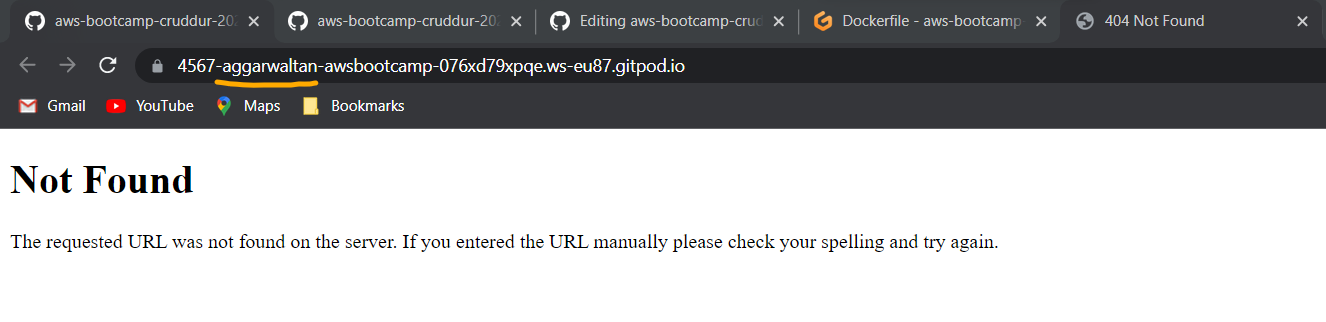 aws-bootcamp-cruddur-202
aws-bootcamp-cruddur-202
Editing aws-bootcamp-crud
Dockerfile - aws-bootcamp
404 Not Found
4567-aggarwaltan-awsbootcamp-076xd79xpqe.ws-eu87.gitpod.io
Gmail
YouTube
Maps
Bookmarks
Not Found
The requested URL was not found on the server. If you entered the URL manually please check your spelling and try again.